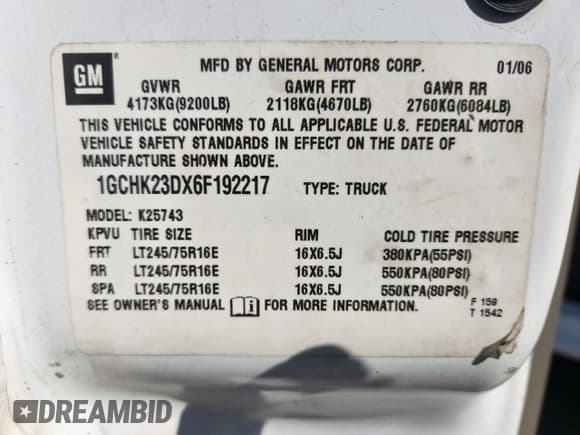 GM
MFD BY GENERAL MOTORS CORP. 01/06
GVWR GAWR FRT GAWR RR
4173KG(9200LB) 2118KG(4670LB) 2760KG(6084LB)
THIS VEHICLE CONFORMS TO ALL APPLICABLE U.S. FEDERAL MOTOR
VEHICLE SAFETY STANDARDS IN EFFECT ON THE DATE OF
MANUFACTURE SHOWN ABOVE.
1GCHK23DX6F192217 TYPE: TRUCK
MODEL: K25743
KPVU TIRE SIZE RIM COLD TIRE PRESSURE
FRT LT245/75R16E 16X6.5J 380KPA(55PSI)
RR LT245/75R16E 16X6.5J 550KPA(80PSI)
SPA LT245/75R16E 16X6.5J 550KPA(80PSI)
SEE OWNER'S MANUAL i FOR MORE INFORMATION.
F 159
T 1542
DREAMBID